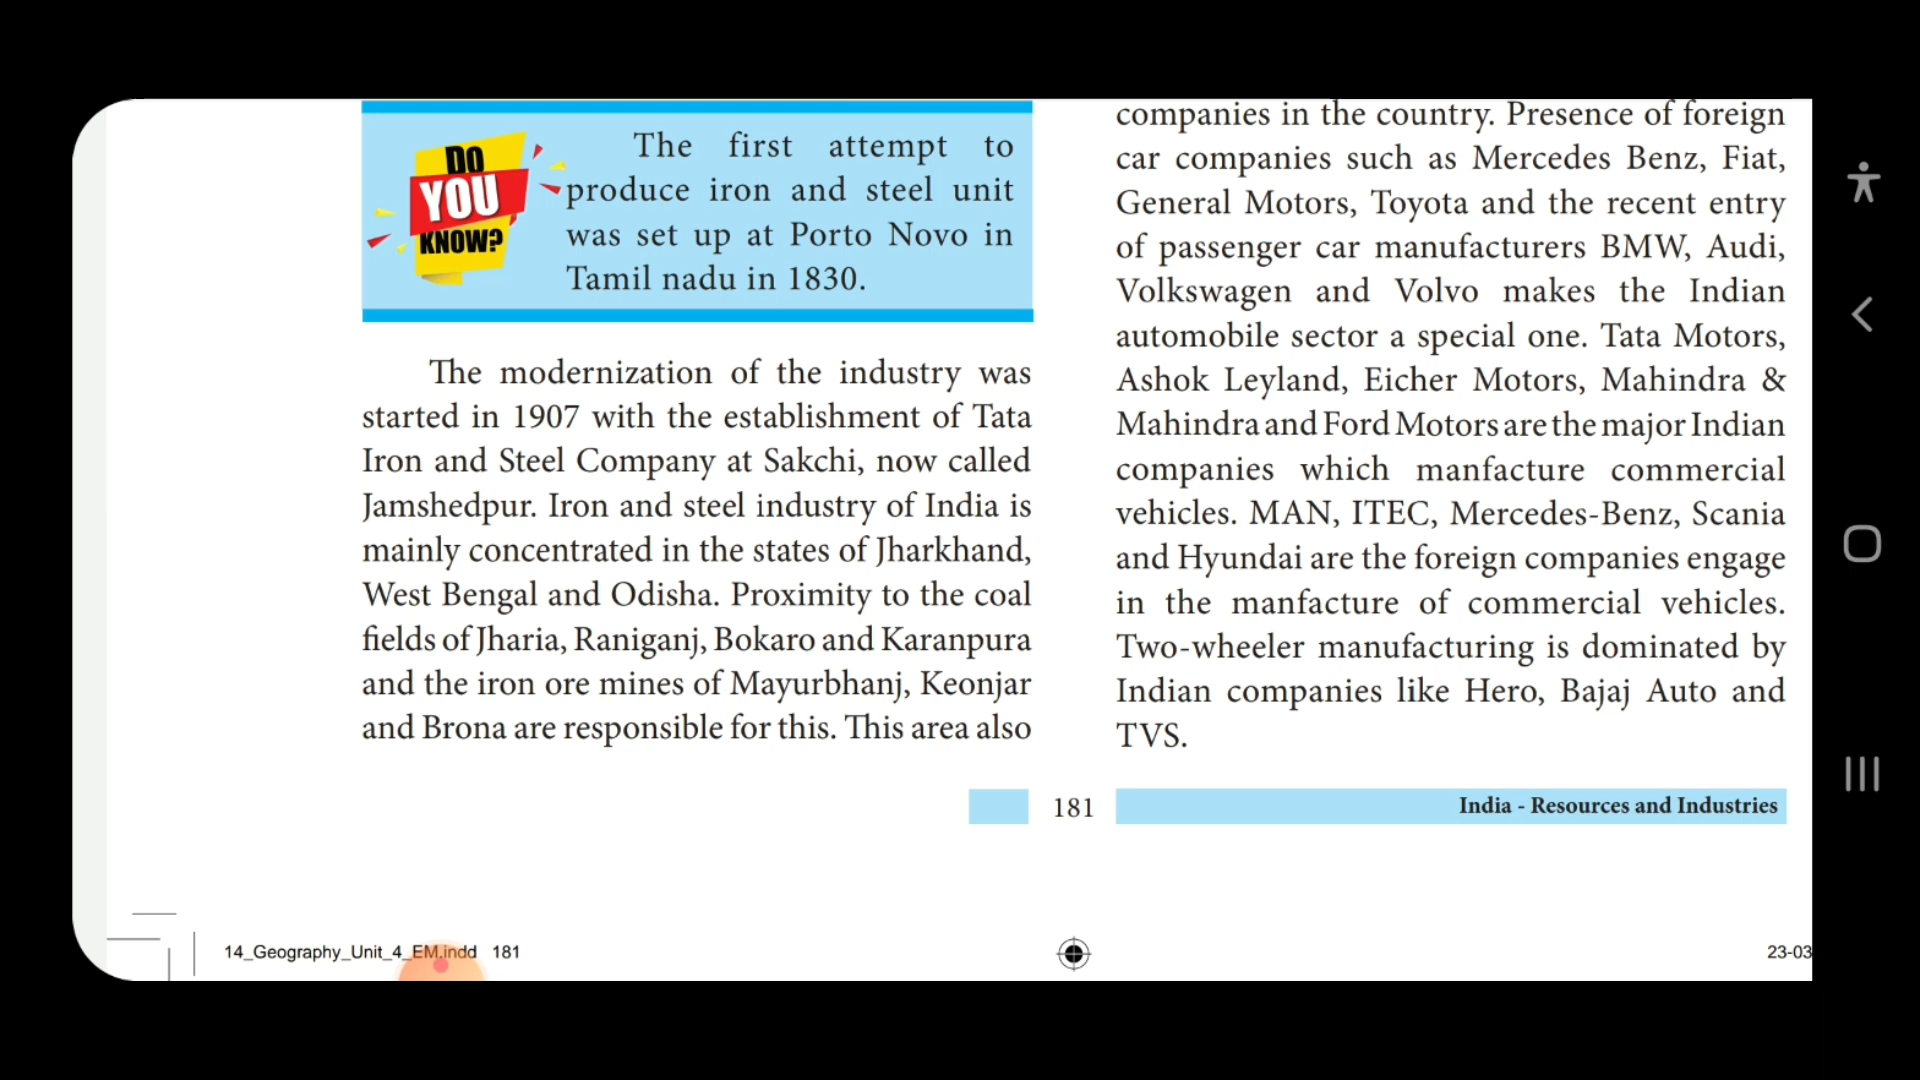 DO
YOU
KNOW?
The first attempt to
produce iron and steel unit
was set up at Porto Novo in
Tamil nadu in 1830.
The modernization of the industry was
started in 1907 with the establishment of Tata
Iron and Steel Company at Sakchi, now called
Jamshedpur. Iron and steel industry of India is
mainly concentrated in the states of Jharkhand,
West Bengal and Odisha. Proximity to the coal
fields of Jharia, Raniganj, Bokaro and Karanpura
and the iron ore mines of Mayurbhanj, Keonjar
and Brona are responsible for this. This area also
companies in the country. Presence of foreign
car companies such as Mercedes Benz, Fiat,
General Motors, Toyota and the recent entry
of passenger car manufacturers BMW, Audi,
Volkswagen and Volvo makes the Indian
automobile sector a special one. Tata Motors,
Ashok Leyland, Eicher Motors, Mahindra &
Mahindra and Ford Motors are the major Indian
companies which manfacture commercial
vehicles. MAN, ITEC, Mercedes-Benz, Scania
and Hyundai are the foreign companies engage
in the manfacture of commercial vehicles.
Two-wheeler manufacturing is dominated by
Indian companies like Hero, Bajaj Auto and
TVS.
181
India - Resources and Industries
14_Geography_Unit_4_EM.indd 181
23-03